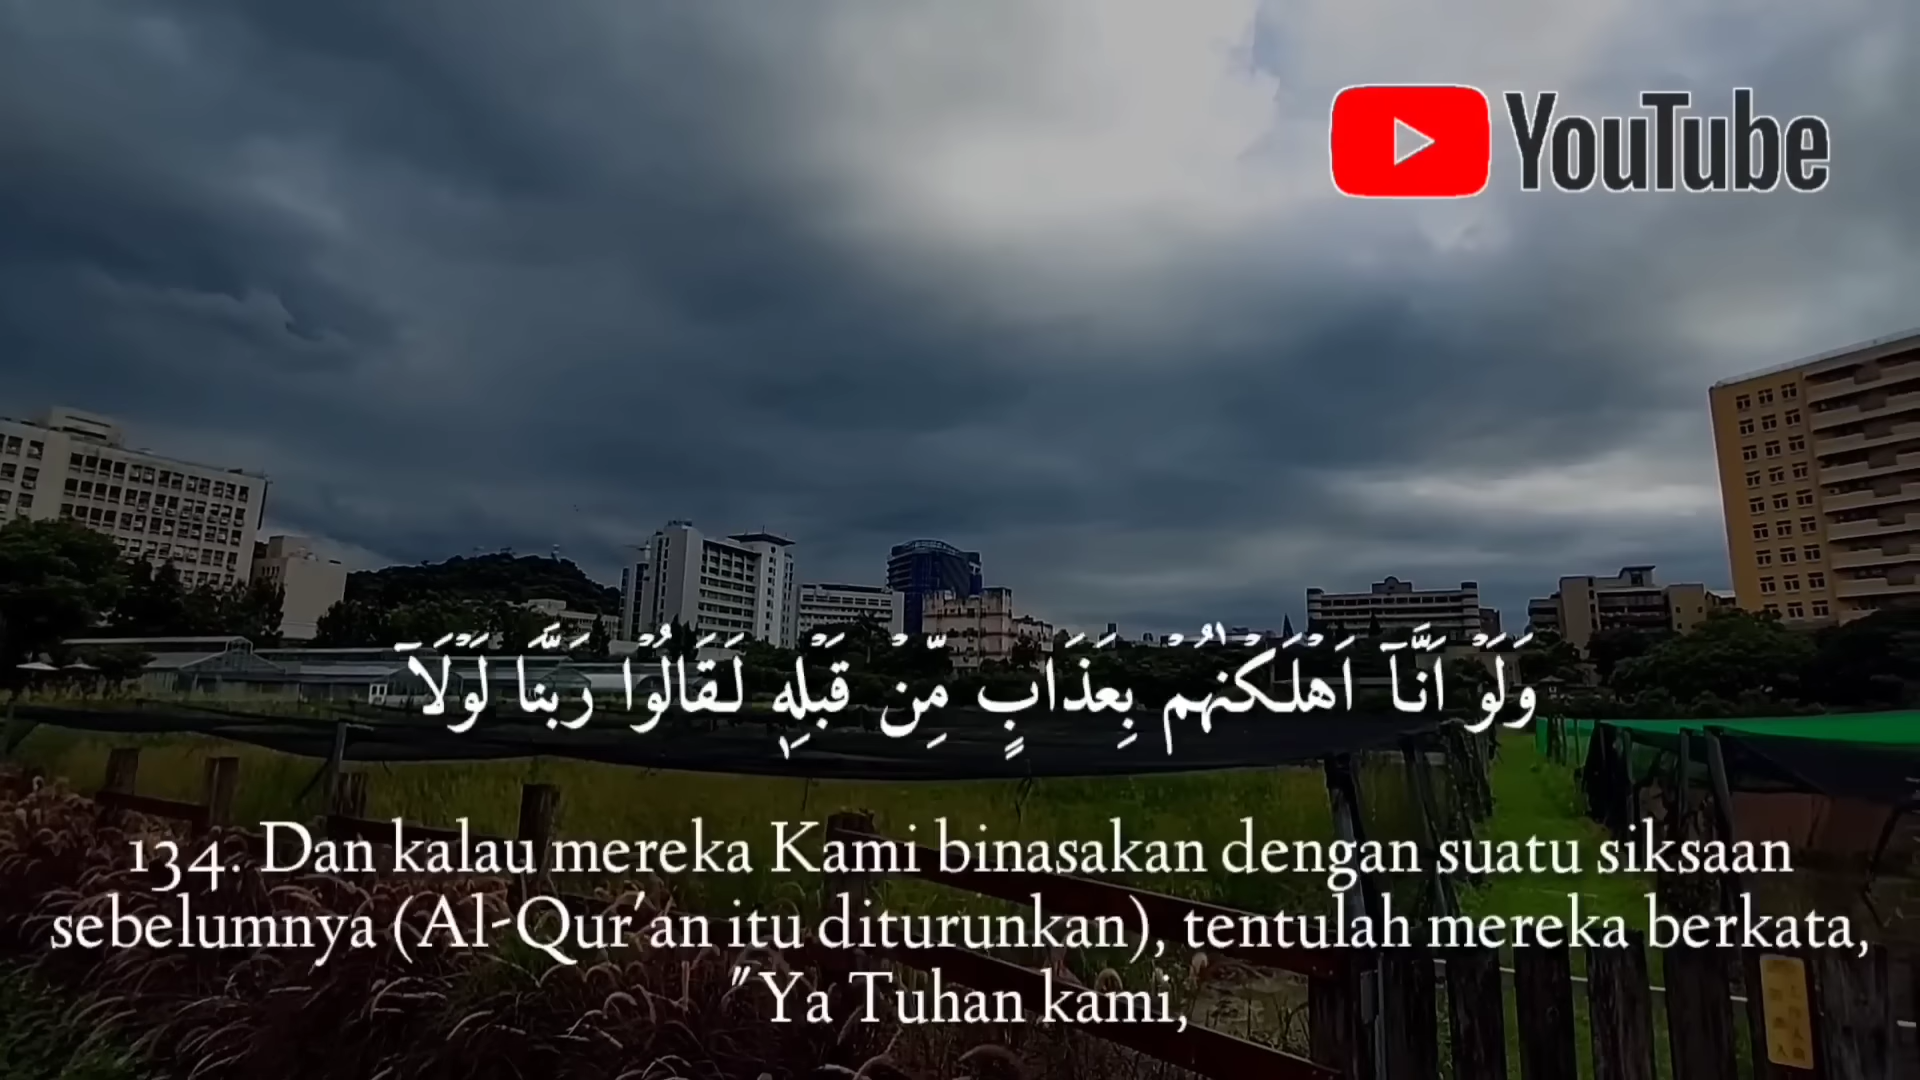 YouTube
وَلَوْ اَنَّآ اَهْلَكْنٰهُمْ بِعَذَابٍ مِّنْ قَبْلِهٖ لَقَالُوْا رَبَّنَا لَوْلَآ
134. Dan kalau mereka Kami binasakan dengan suatu siksaan
sebelumnya (Al-Qur'an itu diturunkan), tentulah mereka berkata,
"Ya Tuhan kami,